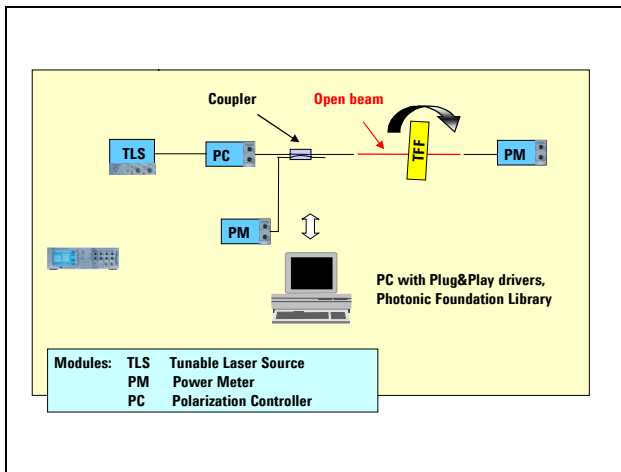 Coupler
Open beam
TLS
PC
TFF
PM
PM
PC with Plug&Play drivers,
Photonic Foundation Library
Modules: TLS Tunable Laser Source
PM Power Meter
PC Polarization Controller